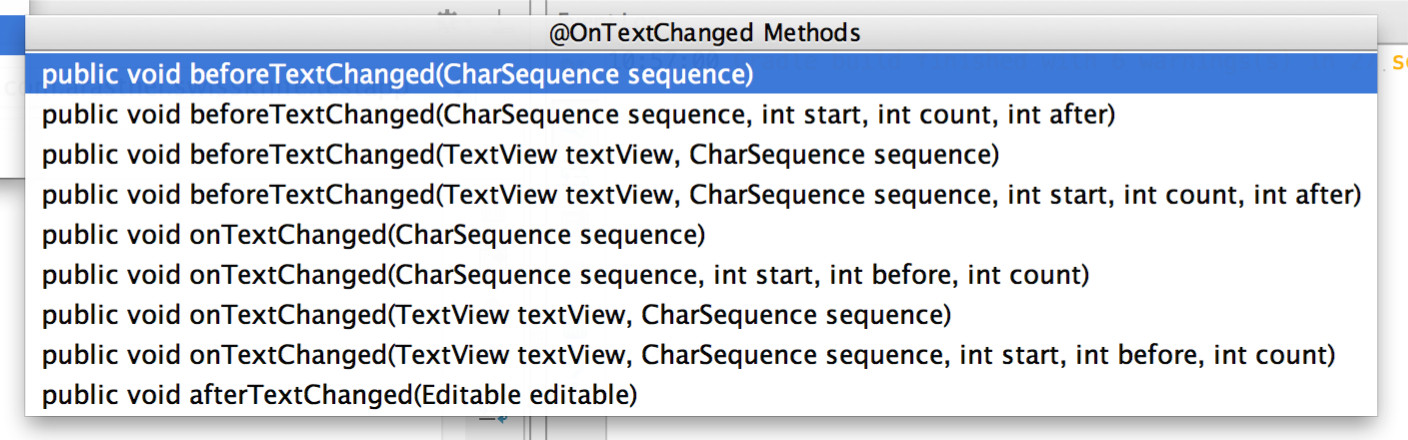 @OnTextChanged Methods
public void beforeTextChanged(CharSequence sequence)
public void beforeTextChanged(CharSequence sequence, int start, int count, int after)
public void beforeTextChanged(TextView textView, CharSequence sequence)
public void beforeTextChanged(TextView textView, CharSequence sequence, int start, int count, int after)
public void onTextChanged(CharSequence sequence)
public void onTextChanged(CharSequence sequence, int start, int before, int count)
public void onTextChanged(TextView textView, CharSequence sequence)
public void onTextChanged(TextView textView, CharSequence sequence, int start, int before, int count)
public void afterTextChanged(Editable editable)